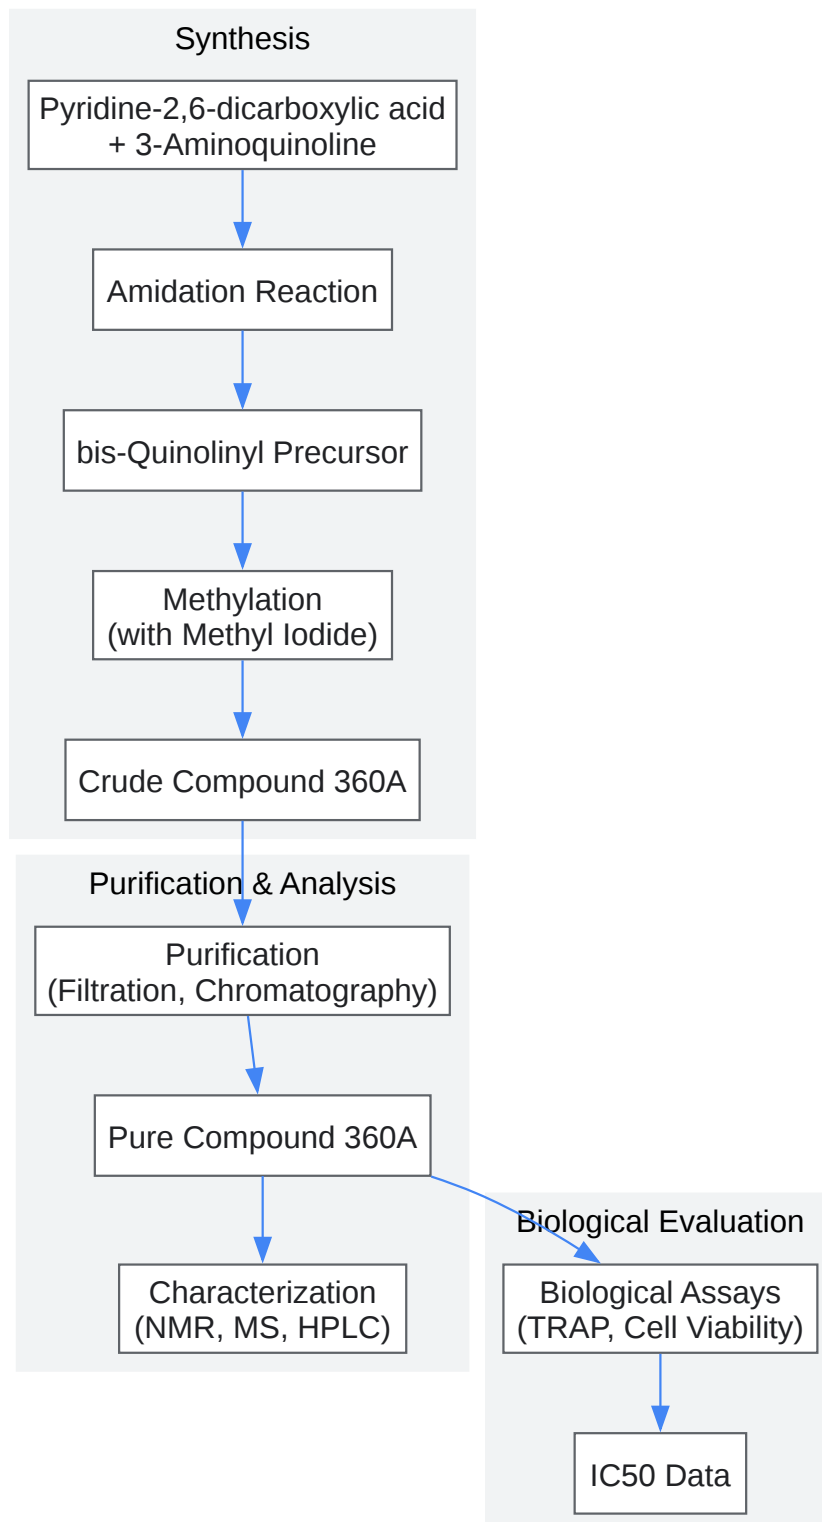 Synthesis
Pyridine-2,6-dicarboxylic acid
+ 3-Aminoquinoline
Amidation Reaction
bis-Quinolinyl Precursor
Methylation
(with Methyl Iodide)
Crude Compound 360A
Purification & Analysis
Purification
(Filtration, Chromatography)
Pure Compound 360A
Characterization
(NMR, MS, HPLC)
Biological Evaluation
Biological Assays
(TRAP, Cell Viability)
IC50 Data